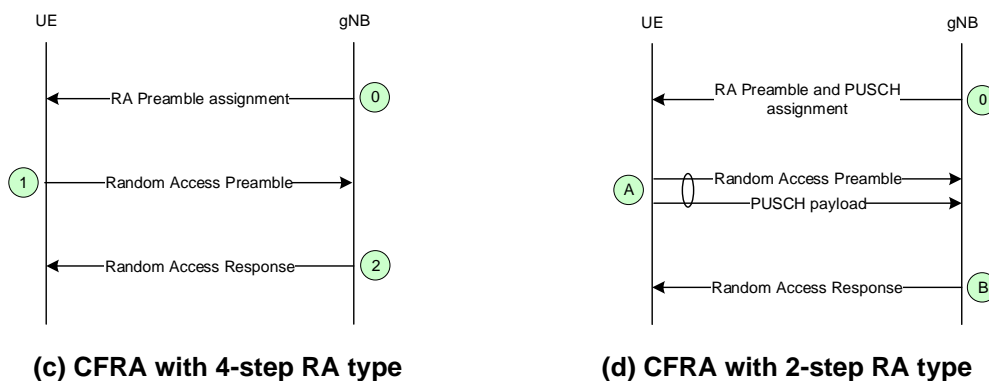 UE
gNB
RA Preamble assignment
0
1
Random Access Preamble
Random Access Response
2
(c) CFRA with 4-step RA type
UE
gNB
RA Preamble and PUSCH
assignment
0
Random Access Preamble
A
PUSCH payload
Random Access Response
B
(d) CFRA with 2-step RA type